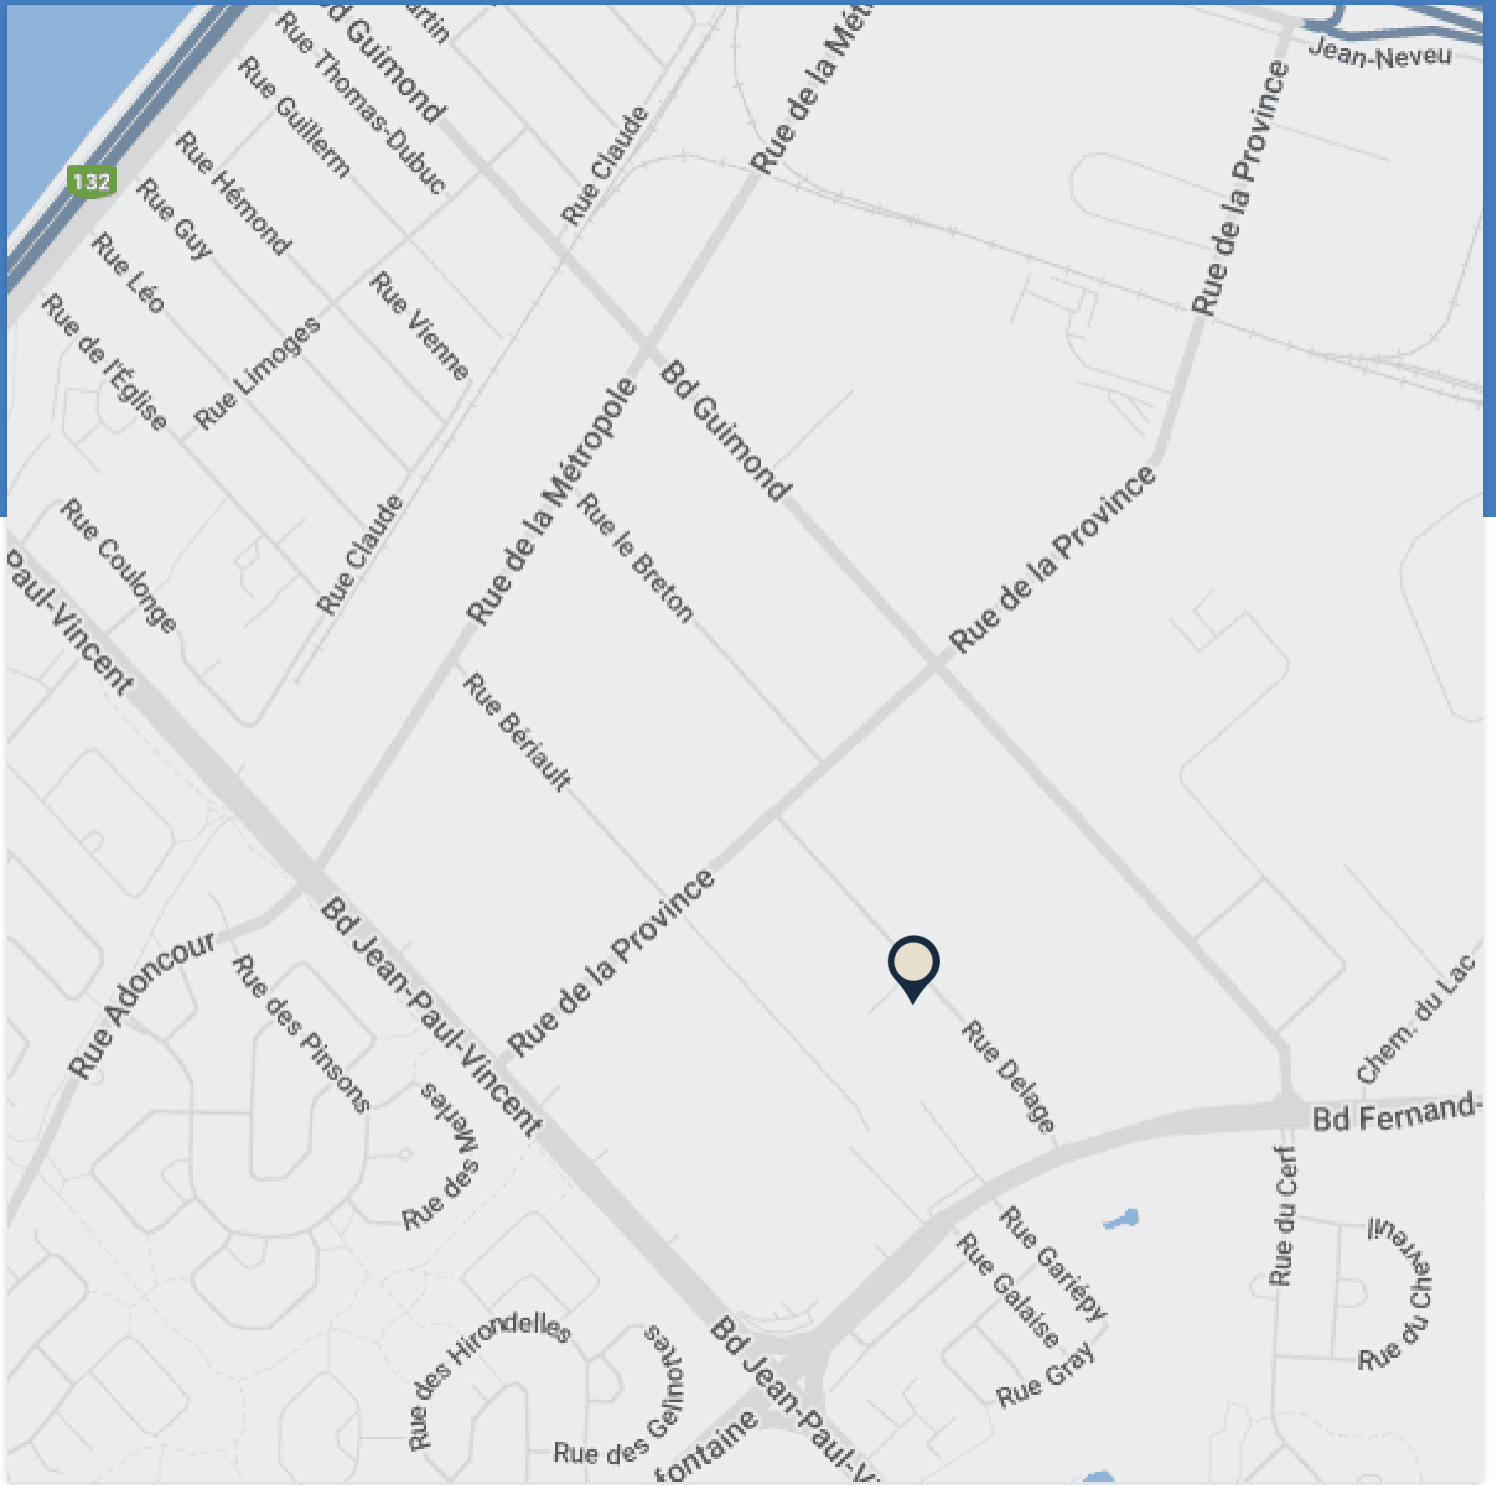 Bd Guimond
Rue Thomas-Dubuc
Rue Guillerm
Rue Hémond
Rue Guy
Rue Léo
Rue de l'Église
132
Rue Claude
Rue de la Mét
Jean-Neveu
Rue de la Province
Rue Vienne
Rue Limoges
Bd Guimond
Rue de la Métropole
Rue le Breton
Rue Claude
Rue Coulonge
Paul-Vincent
Rue de la Province
Rue Bériault
Rue de la Province
Bd Jean-Paul-Vincent
Rue Adoncour
Rue des Pinsons
Rue des Merles
Rue Delage
Chem. du Lac
Bd Fernand-
Rue du Cerf
Rue du Chevreuil
Rue Gariépy
Rue Galaise
Rue Gray
Rue des Hirondelles
Rue des Gelinottes
Bd Jean-Paul-Vi
fontaine